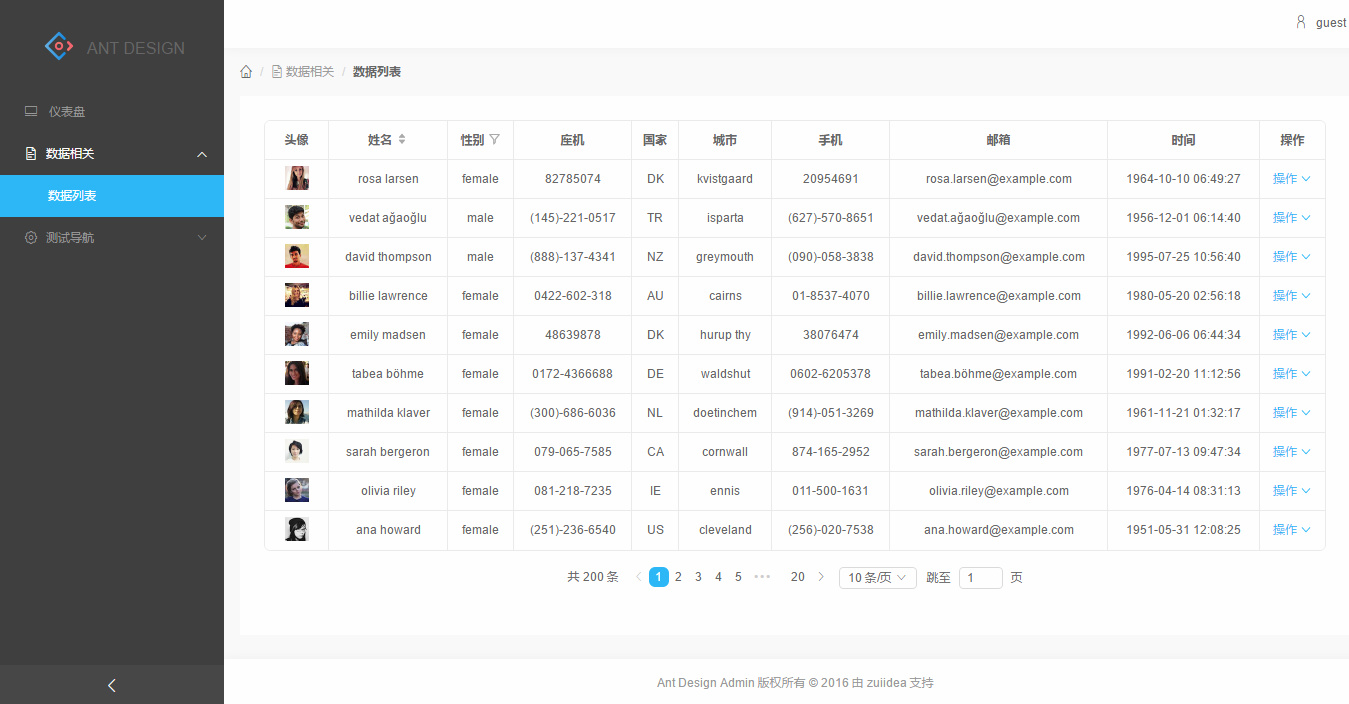 ANT DESIGN
guest
仪表盘
数据相关
数据列表
测试导航
/ 数据相关 / 数据列表
头像 姓名 性别 座机 国家 城市 手机 邮箱 时间 操作
rosa larsen female 82785074 DK kvistgaard 20954691 rosa.larsen@example.com 1964-10-10 06:49:27 操作
vedat ağaoğlu male (145)-221-0517 TR isparta (627)-570-8651 vedat.ağaoğlu@example.com 1956-12-01 06:14:40 操作
david thompson male (888)-137-4341 NZ greymouth (090)-058-3838 david.thompson@example.com 1995-07-25 10:56:40 操作
billie lawrence female 0422-602-318 AU cairns 01-8537-4070 billie.lawrence@example.com 1980-05-20 02:56:18 操作
emily madsen female 48639878 DK hurup thy 38076474 emily.madsen@example.com 1992-06-06 06:44:34 操作
tabea böhme female 0172-4366688 DE waldshut 0602-6205378 tabea.böhme@example.com 1991-02-20 11:12:56 操作
mathilda klaver female (300)-686-6036 NL doetinchem (914)-051-3269 mathilda.klaver@example.com 1961-11-21 01:32:17 操作
sarah bergeron female 079-065-7585 CA cornwall 874-165-2952 sarah.bergeron@example.com 1977-07-13 09:47:34 操作
olivia riley female 081-218-7235 IE ennis 011-500-1631 olivia.riley@example.com 1976-04-14 08:31:13 操作
ana howard female (251)-236-6540 US cleveland (256)-020-7538 ana.howard@example.com 1951-05-31 12:08:25 操作
共 200 条 1 2 3 4 5 ••• 20 10 条/页 跳至 1 页
Ant Design Admin 版权所有 © 2016 由 zuiidea 支持